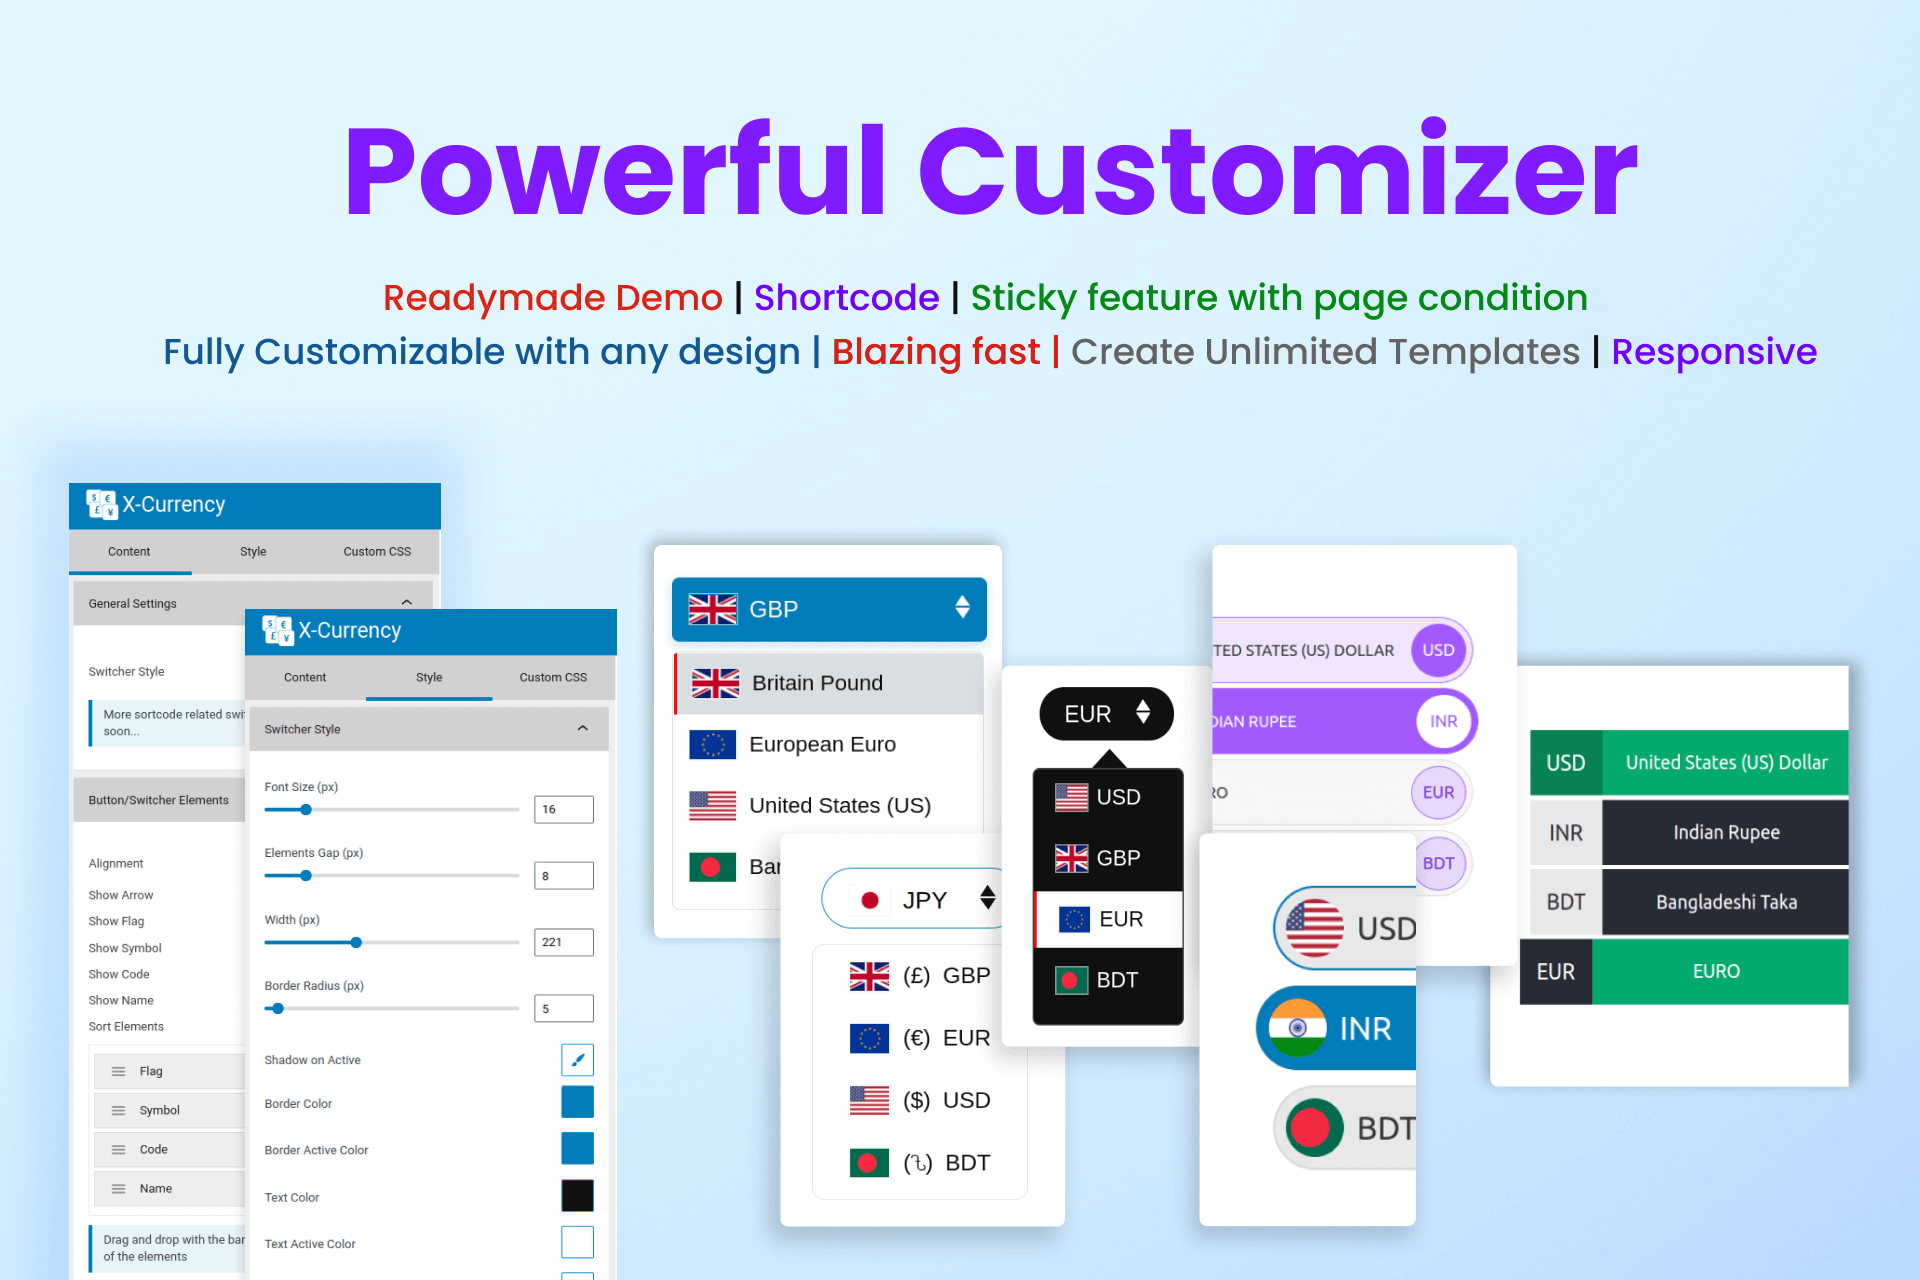 Powerful Customizer
Readymade Demo | Shortcode | Sticky feature with page condition
Fully Customizable with any design | Blazing fast | Create Unlimited Templates | Responsive
X-Currency
Content Style Custom CSS
General Settings
Switcher Style
More sortcode related swi
soon...
Button/Switcher Elements
Alignment
Show Arrow
Show Flag
Show Symbol
Show Code
Show Name
Sort Elements
Flag
Symbol
Code
Name
Drag and drop with the bar
of the elements
X-Currency
Content Style Custom CSS
Switcher Style
Font Size (px)
16
Elements Gap (px)
8
Width (px)
221
Border Radius (px)
5
Shadow on Active
Border Color
Border Active Color
Text Color
Text Active Color
GBP
Britain Pound
European Euro
United States (US)
Ban
JPY
(£) GBP
(€) EUR
($) USD
(৳) BDT
EUR
USD
GBP
EUR
BDT
TED STATES (US) DOLLAR USD
DIAN RUPEE INR
RO EUR
BDT
USD
INR
BDT
USD United States (US) Dollar
INR Indian Rupee
BDT Bangladeshi Taka
EUR EURO